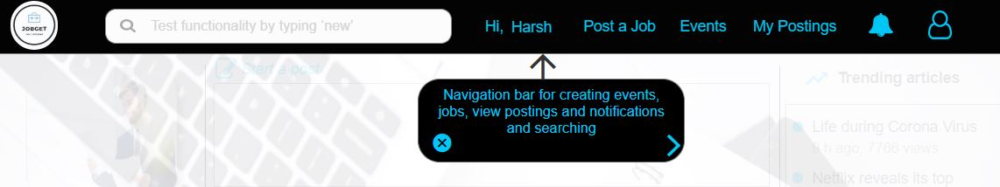 JOBGET
Test functionality by typing ‘new’
Hi, Harsh
Post a Job
Events
My Postings
Start a post
Navigation bar for creating events,
jobs, view postings and notifications
and searching
Trending articles
Life during Corona Virus
9 h ago, 7766 views
Netflix reveals its top